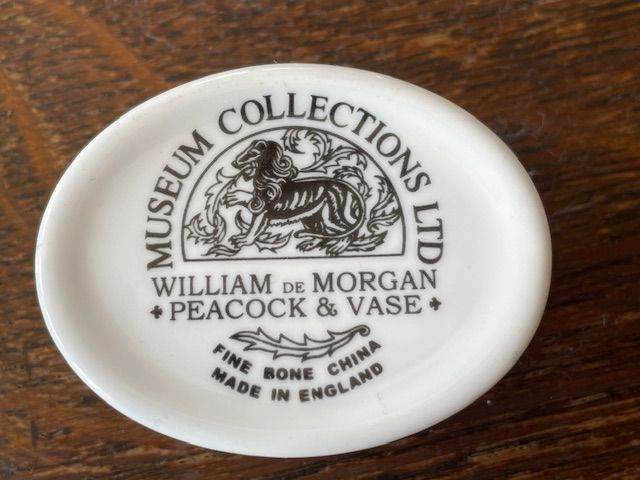 MUSEUM COLLECTIONS LTD
WILLIAM DE MORGAN
PEACOCK & VASE
FINE BONE CHINA
MADE IN ENGLAND